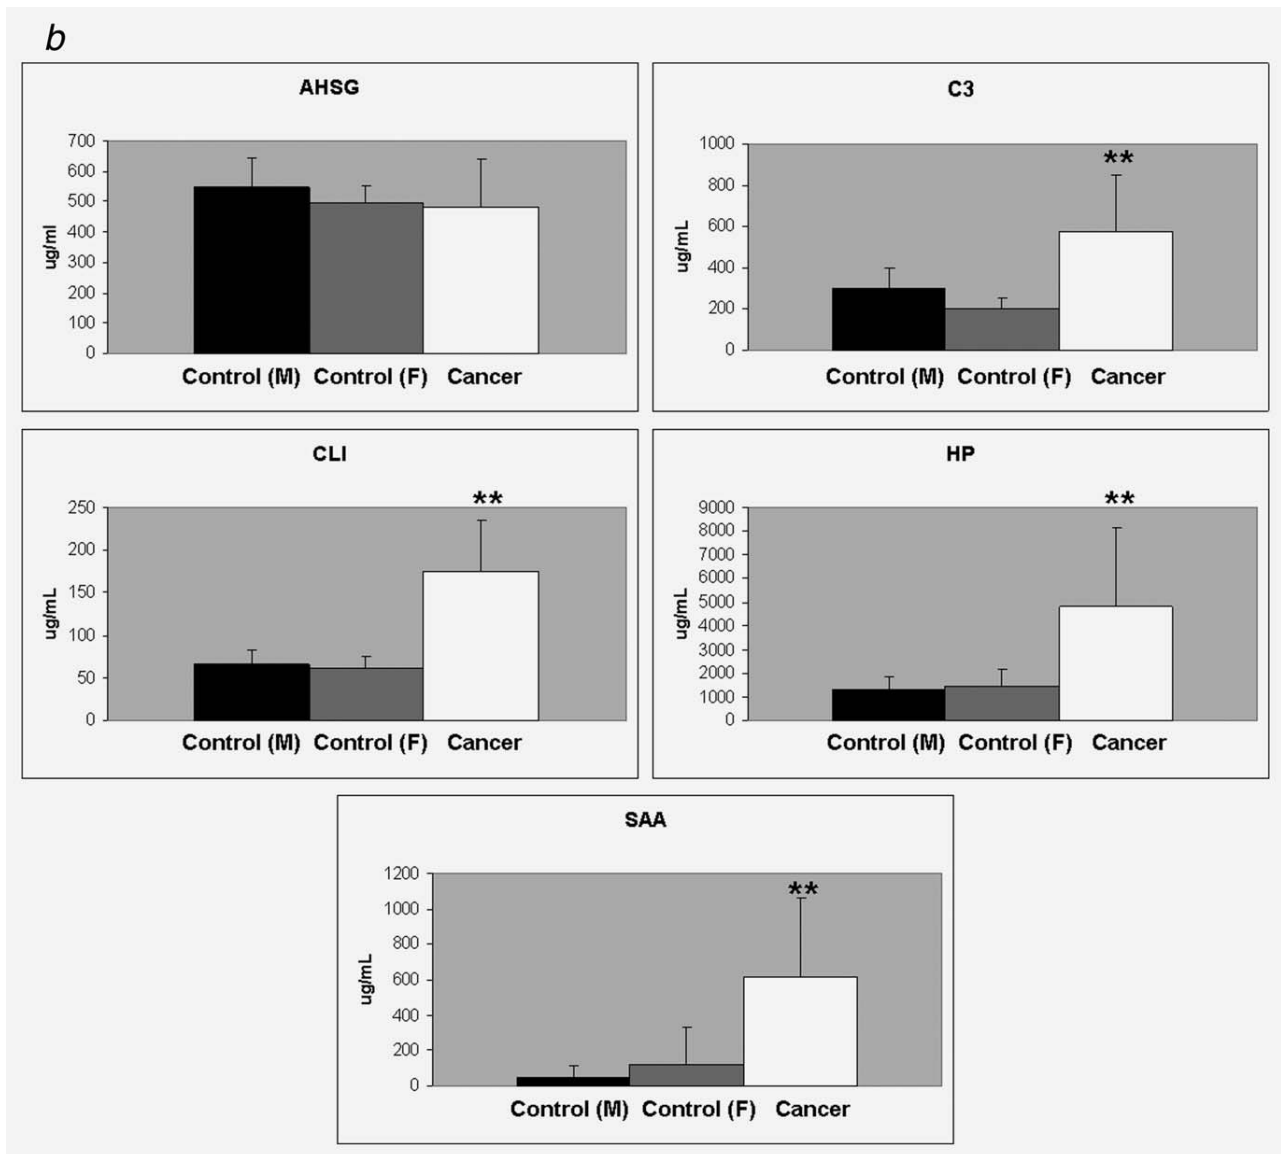 b
AHSG
700
600
500
400
300
200
100
0
ug/ml
Control (M) Control (F) Cancer
C3
1000
800
600
400
200
0
ug/mL
**
Control (M) Control (F) Cancer
CLI
250
200
150
100
50
0
ug/mL
**
Control (M) Control (F) Cancer
HP
9000
8000
7000
6000
5000
4000
3000
2000
1000
0
ug/mL
**
Control (M) Control (F) Cancer
SAA
1200
1000
800
600
400
200
0
ug/mL
**
Control (M) Control (F) Cancer